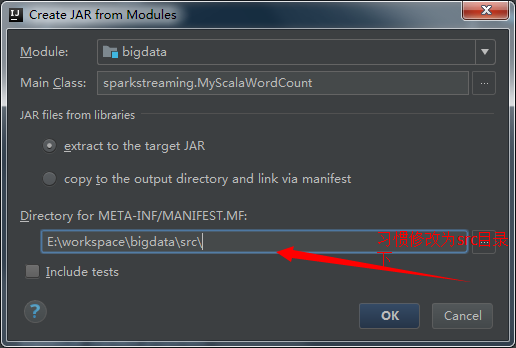 Create JAR from Modules
Module: bigdata
Main Class: sparkstreaming.MyScalaWordCount
...
JAR files from libraries
extract to the target JAR
copy to the output directory and link via manifest
Directory for META-INF/MANIFEST.MF:
E:\workspace\bigdata\src\
src目录
...
Include tests
?
OK Cancel